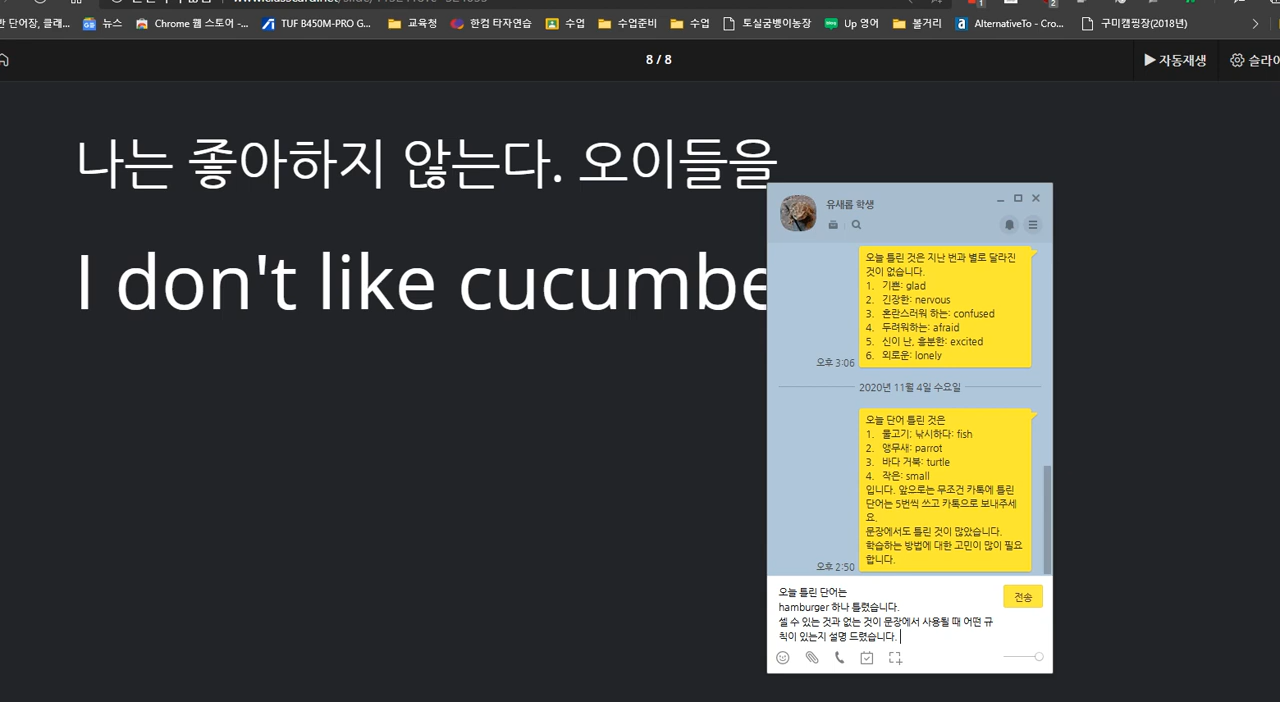 한 단어장, 클래...
뉴스
Chrome 웹 스토어 -...
TUF B450M-PRO G...
교육청
한컴 타자연습
수업
수업준비
수업
토실굼뱅이농장
Up 영어
볼거리
AlternativeTo - Cro...
구미캠핑장(2018년)
8 / 8
자동재생
슬라이
나는 좋아하지 않는다. 오이들을
I don't like cucumbe
유새롬 학생
오늘 틀린 것은 지난 번과 별로 달라진
것이 없습니다.
1. 기쁜: glad
2. 긴장한: nervous
3. 혼란스러워 하는: confused
4. 두려워하는: afraid
5. 신이 난, 흥분한: excited
6. 외로운: lonely
오후 3:06
2020년 11월 4일 수요일
오늘 단어 틀린 것은
1. 물고기; 낚시하다: fish
2. 앵무새: parrot
3. 바다 거북: turtle
4. 작은: small
입니다. 앞으로는 무조건 카톡에 틀린
단어는 5번씩 쓰고 카톡으로 보내주세
요.
문장에서도 틀린 것이 많았습니다.
학습하는 방법에 대한 고민이 많이 필요
합니다.
오후 2:50
오늘 틀린 단어는
hamburger 하나 틀렸습니다.
셀 수 있는 것과 없는 것이 문장에서 사용될 때 어떤 규
칙이 있는지 설명 드렸습니다.
전송